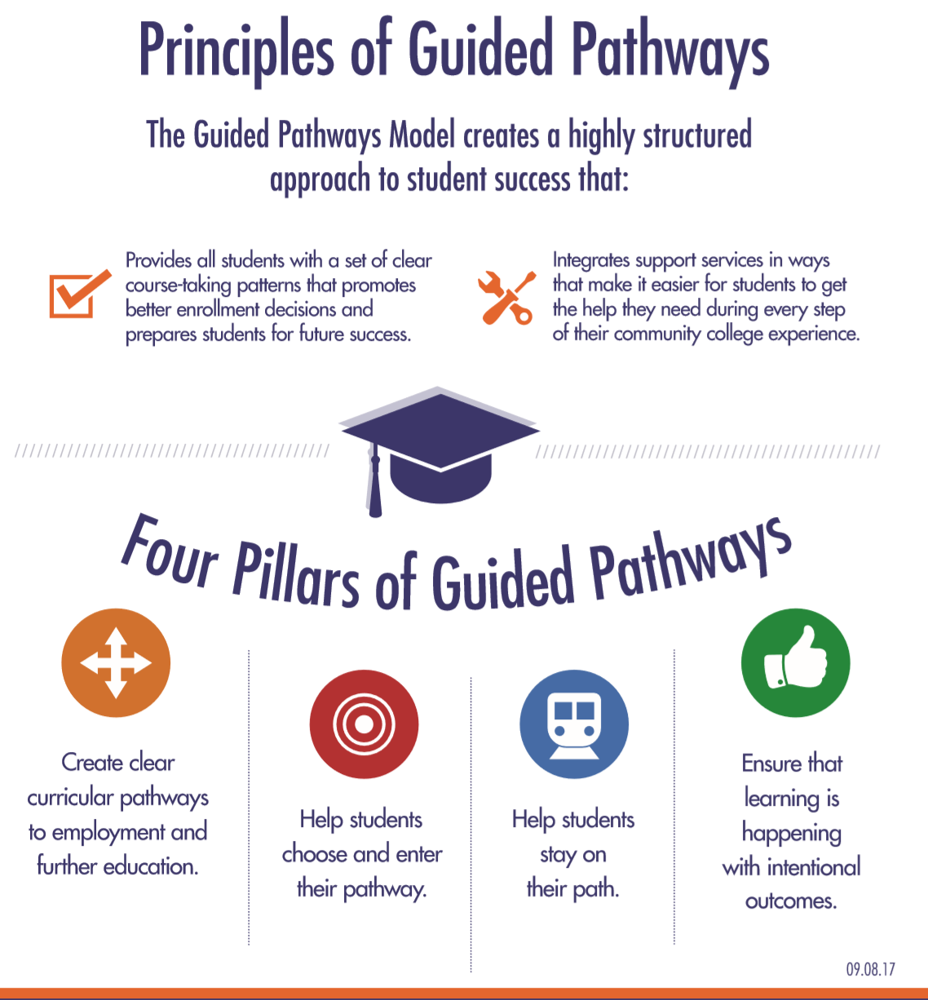 Principles of Guided Pathways
The Guided Pathways Model creates a highly structured
approach to student success that:
Provides all students with a set of clear
course-taking patterns that promotes
better enrollment decisions and
prepares students for future success.
Integrates support services in ways
that make it easier for students to get
the help they need during every step
of their community college experience.
Four Pillars of Guided Pathways
Create clear
curricular pathways
to employment and
further education.
Help students
choose and enter
their pathway.
Help students
stay on
their path.
Ensure that
learning is
happening
with intentional
outcomes.
09.08.17